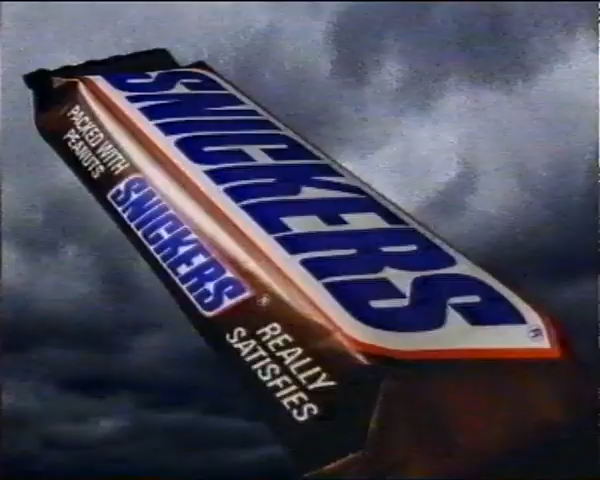 SNICKERS®
PACKED WITH
PEANUTS
SNICKERS®
REALLY
SATISFIES